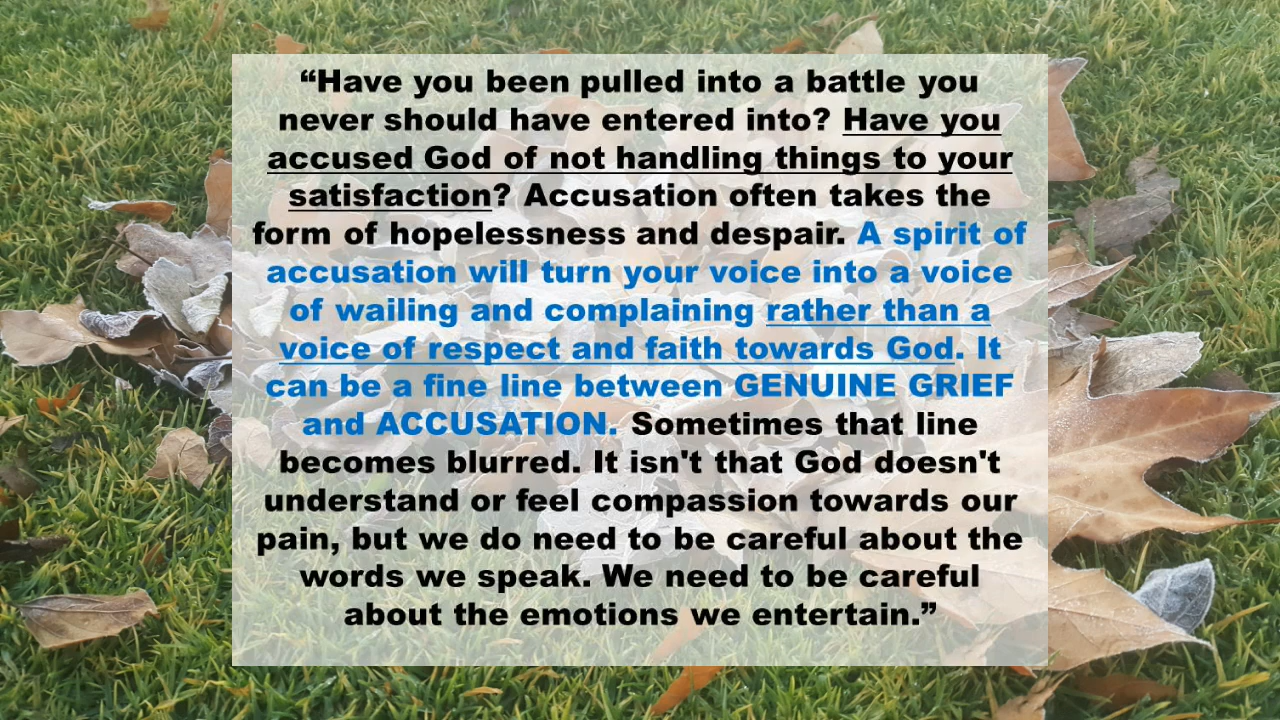 “Have you been pulled into a battle you
never should have entered into? Have you
accused God of not handling things to your
satisfaction? Accusation often takes the
form of hopelessness and despair. A spirit of
accusation will turn your voice into a voice
of wailing and complaining rather than a
voice of respect and faith towards God. It
can be a fine line between GENUINE GRIEF
and ACCUSATION. Sometimes that line
becomes blurred. It isn't that God doesn't
understand or feel compassion towards our
pain, but we do need to be careful about the
words we speak. We need to be careful
about the emotions we entertain.”